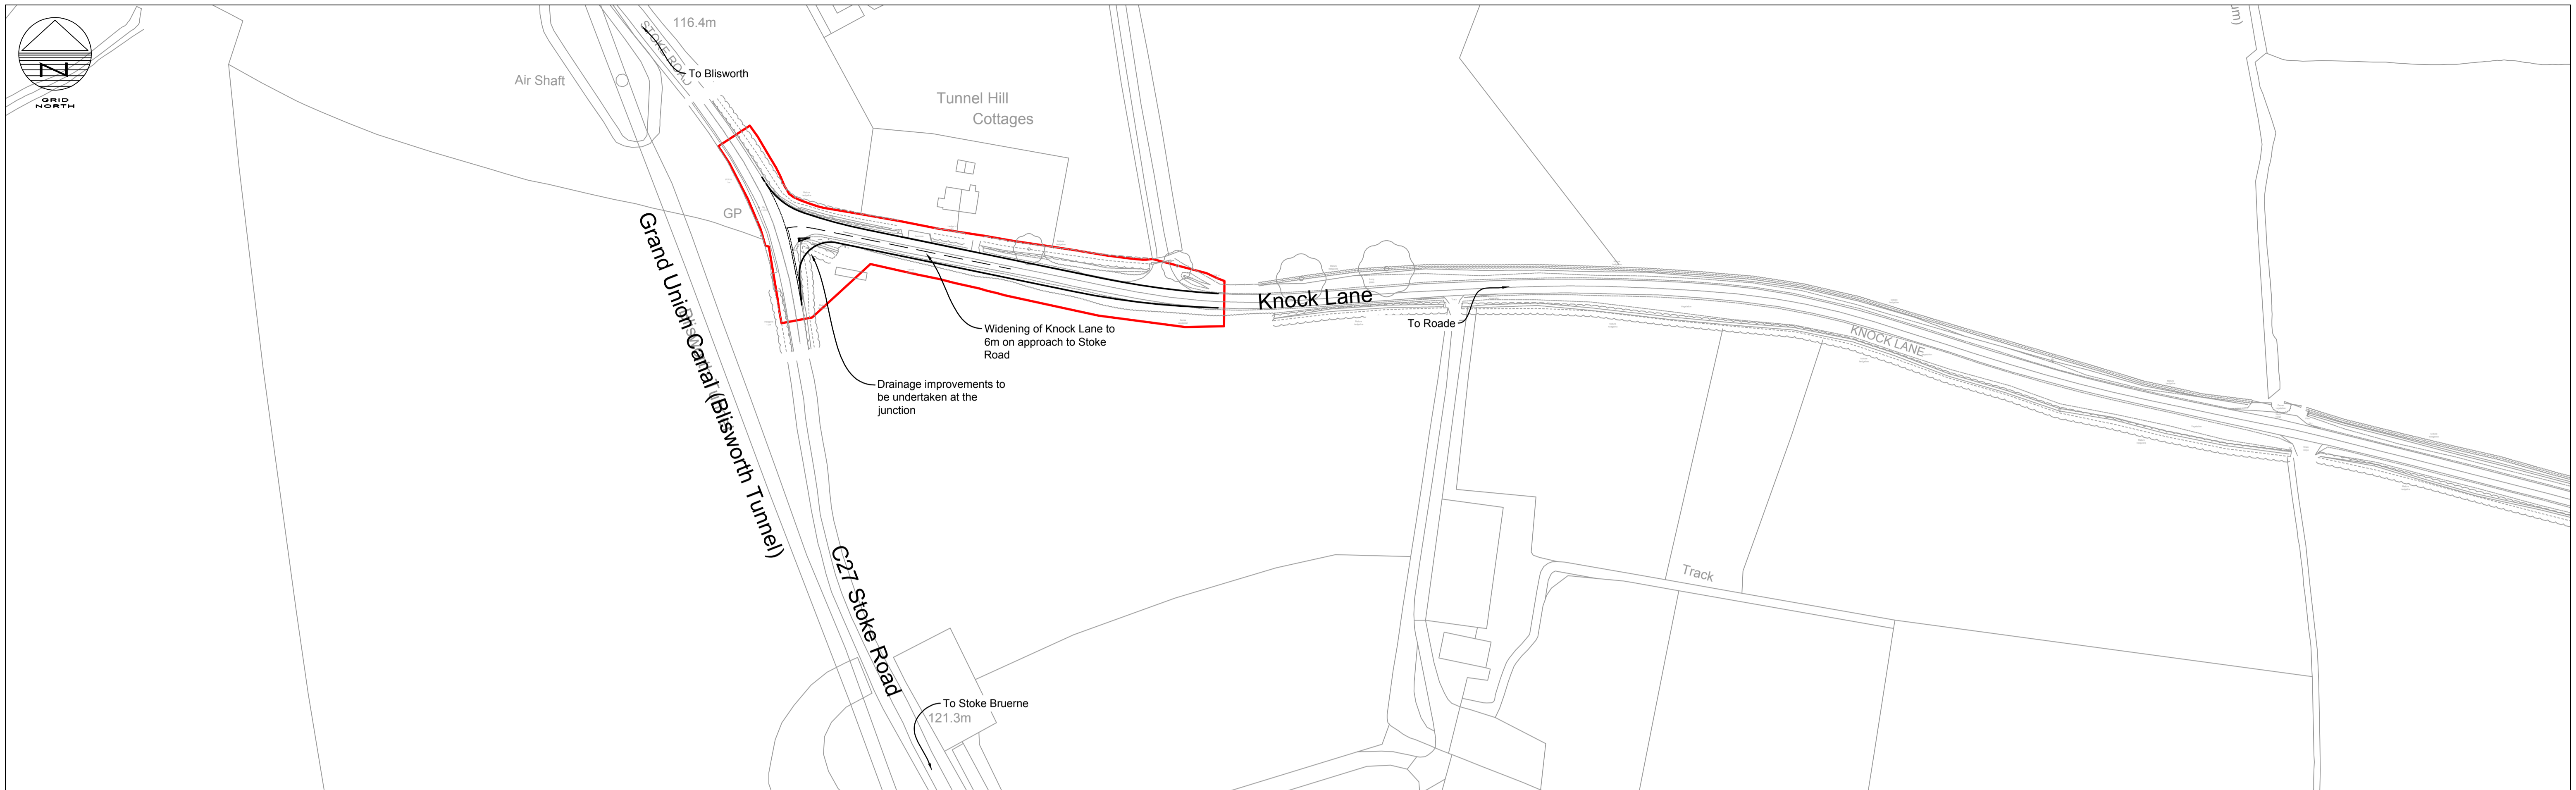 N
GRID
NORTH
116.4m
STOKE ROAD
To Blisworth
Air Shaft
Tunnel Hill
Cottages
GP
Grand Union Canal (Blisworth Tunnel)
Knock Lane
To Roade
KNOCK LANE
Widening of Knock Lane to
6m on approach to Stoke
Road
Drainage improvements to
be undertaken at the
junction
C27 Stoke Road
Track
To Stoke Bruerne
121.3m